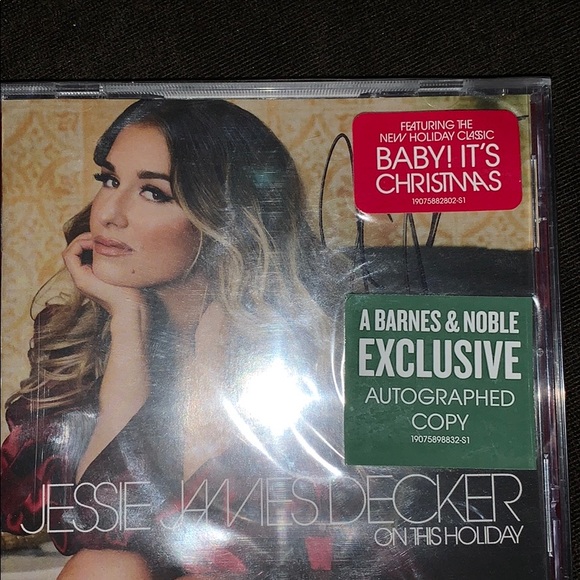 FEATURING THE
NEW HOLIDAY CLASSIC
BABY! IT'S
CHRISTMAS
19075882802-S1
A BARNES & NOBLE
EXCLUSIVE
AUTOGRAPHED
COPY
19075898832-S1
JESSIE JAMES DECKER
ON THIS HOLIDAY